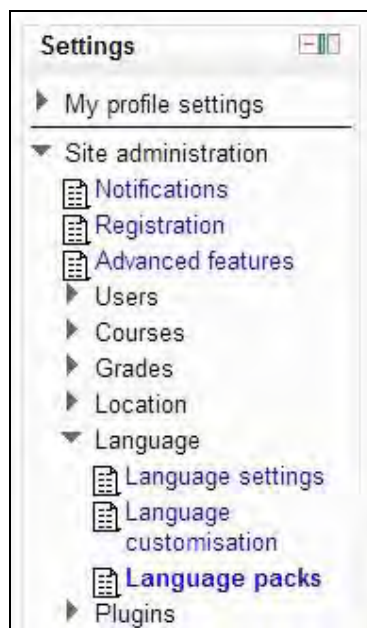 Settings
My profile settings
Site administration
Notifications
Registration
Advanced features
Users
Courses
Grades
Location
Language
Language settings
Language
customisation
Language packs
Plugins